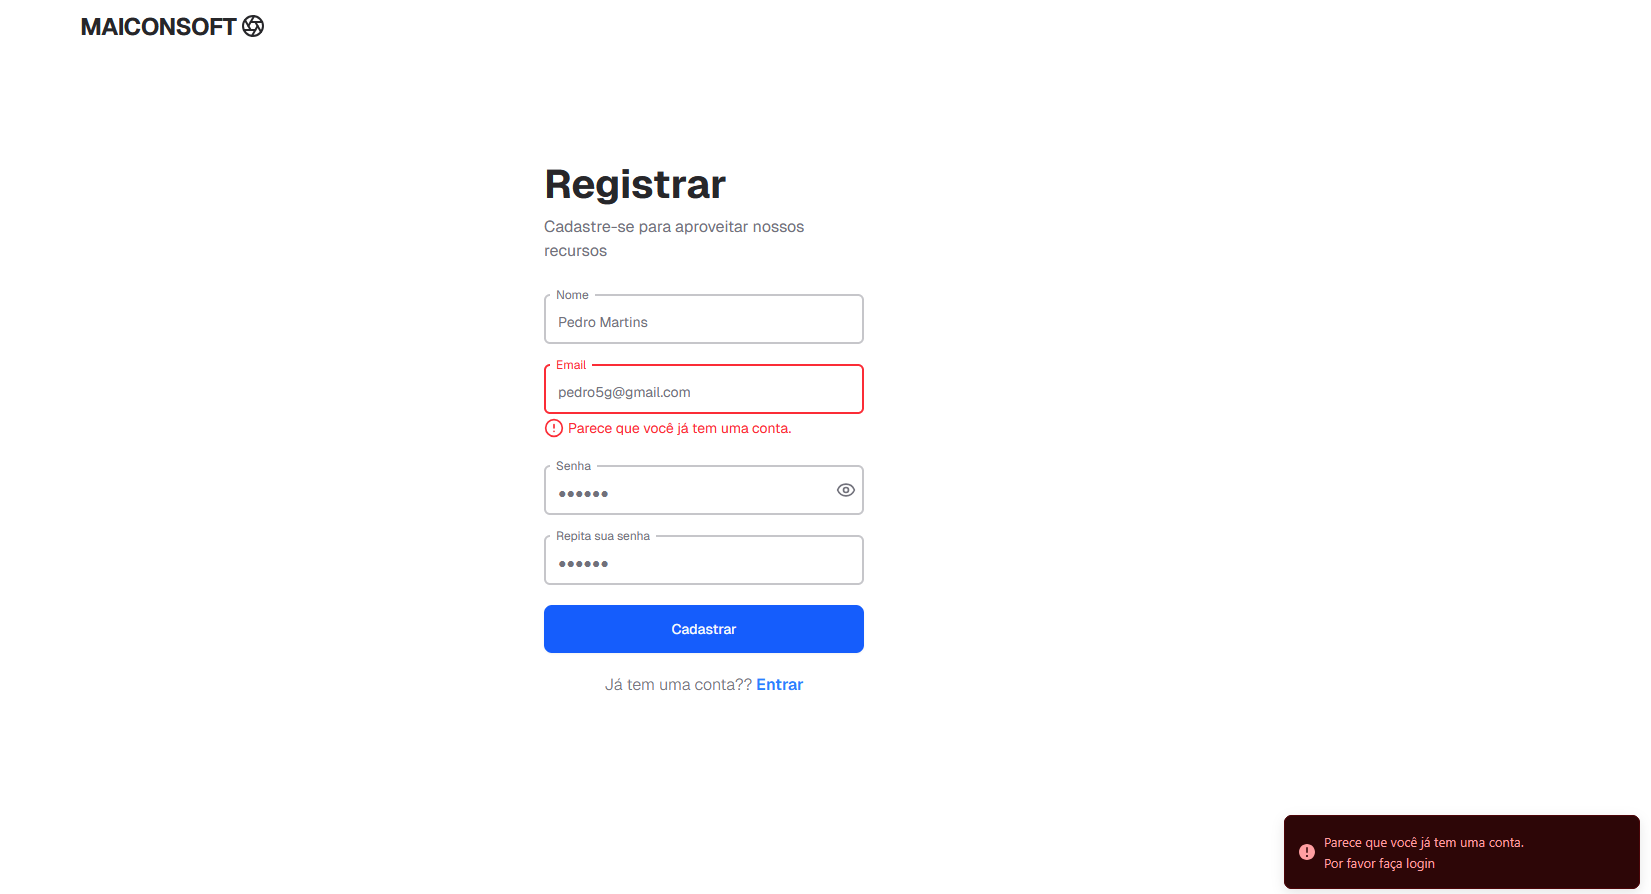 MAICONSOFT
Registrar
Cadastre-se para aproveitar nossos
recursos
Nome
Pedro Martins
Email
pedro5g@gmail.com
Parece que você já tem uma conta.
Senha
••••••
Repita sua senha
••••••
Cadastrar
Já tem uma conta?? Entrar
Parece que você já tem uma conta.
Por favor faça login